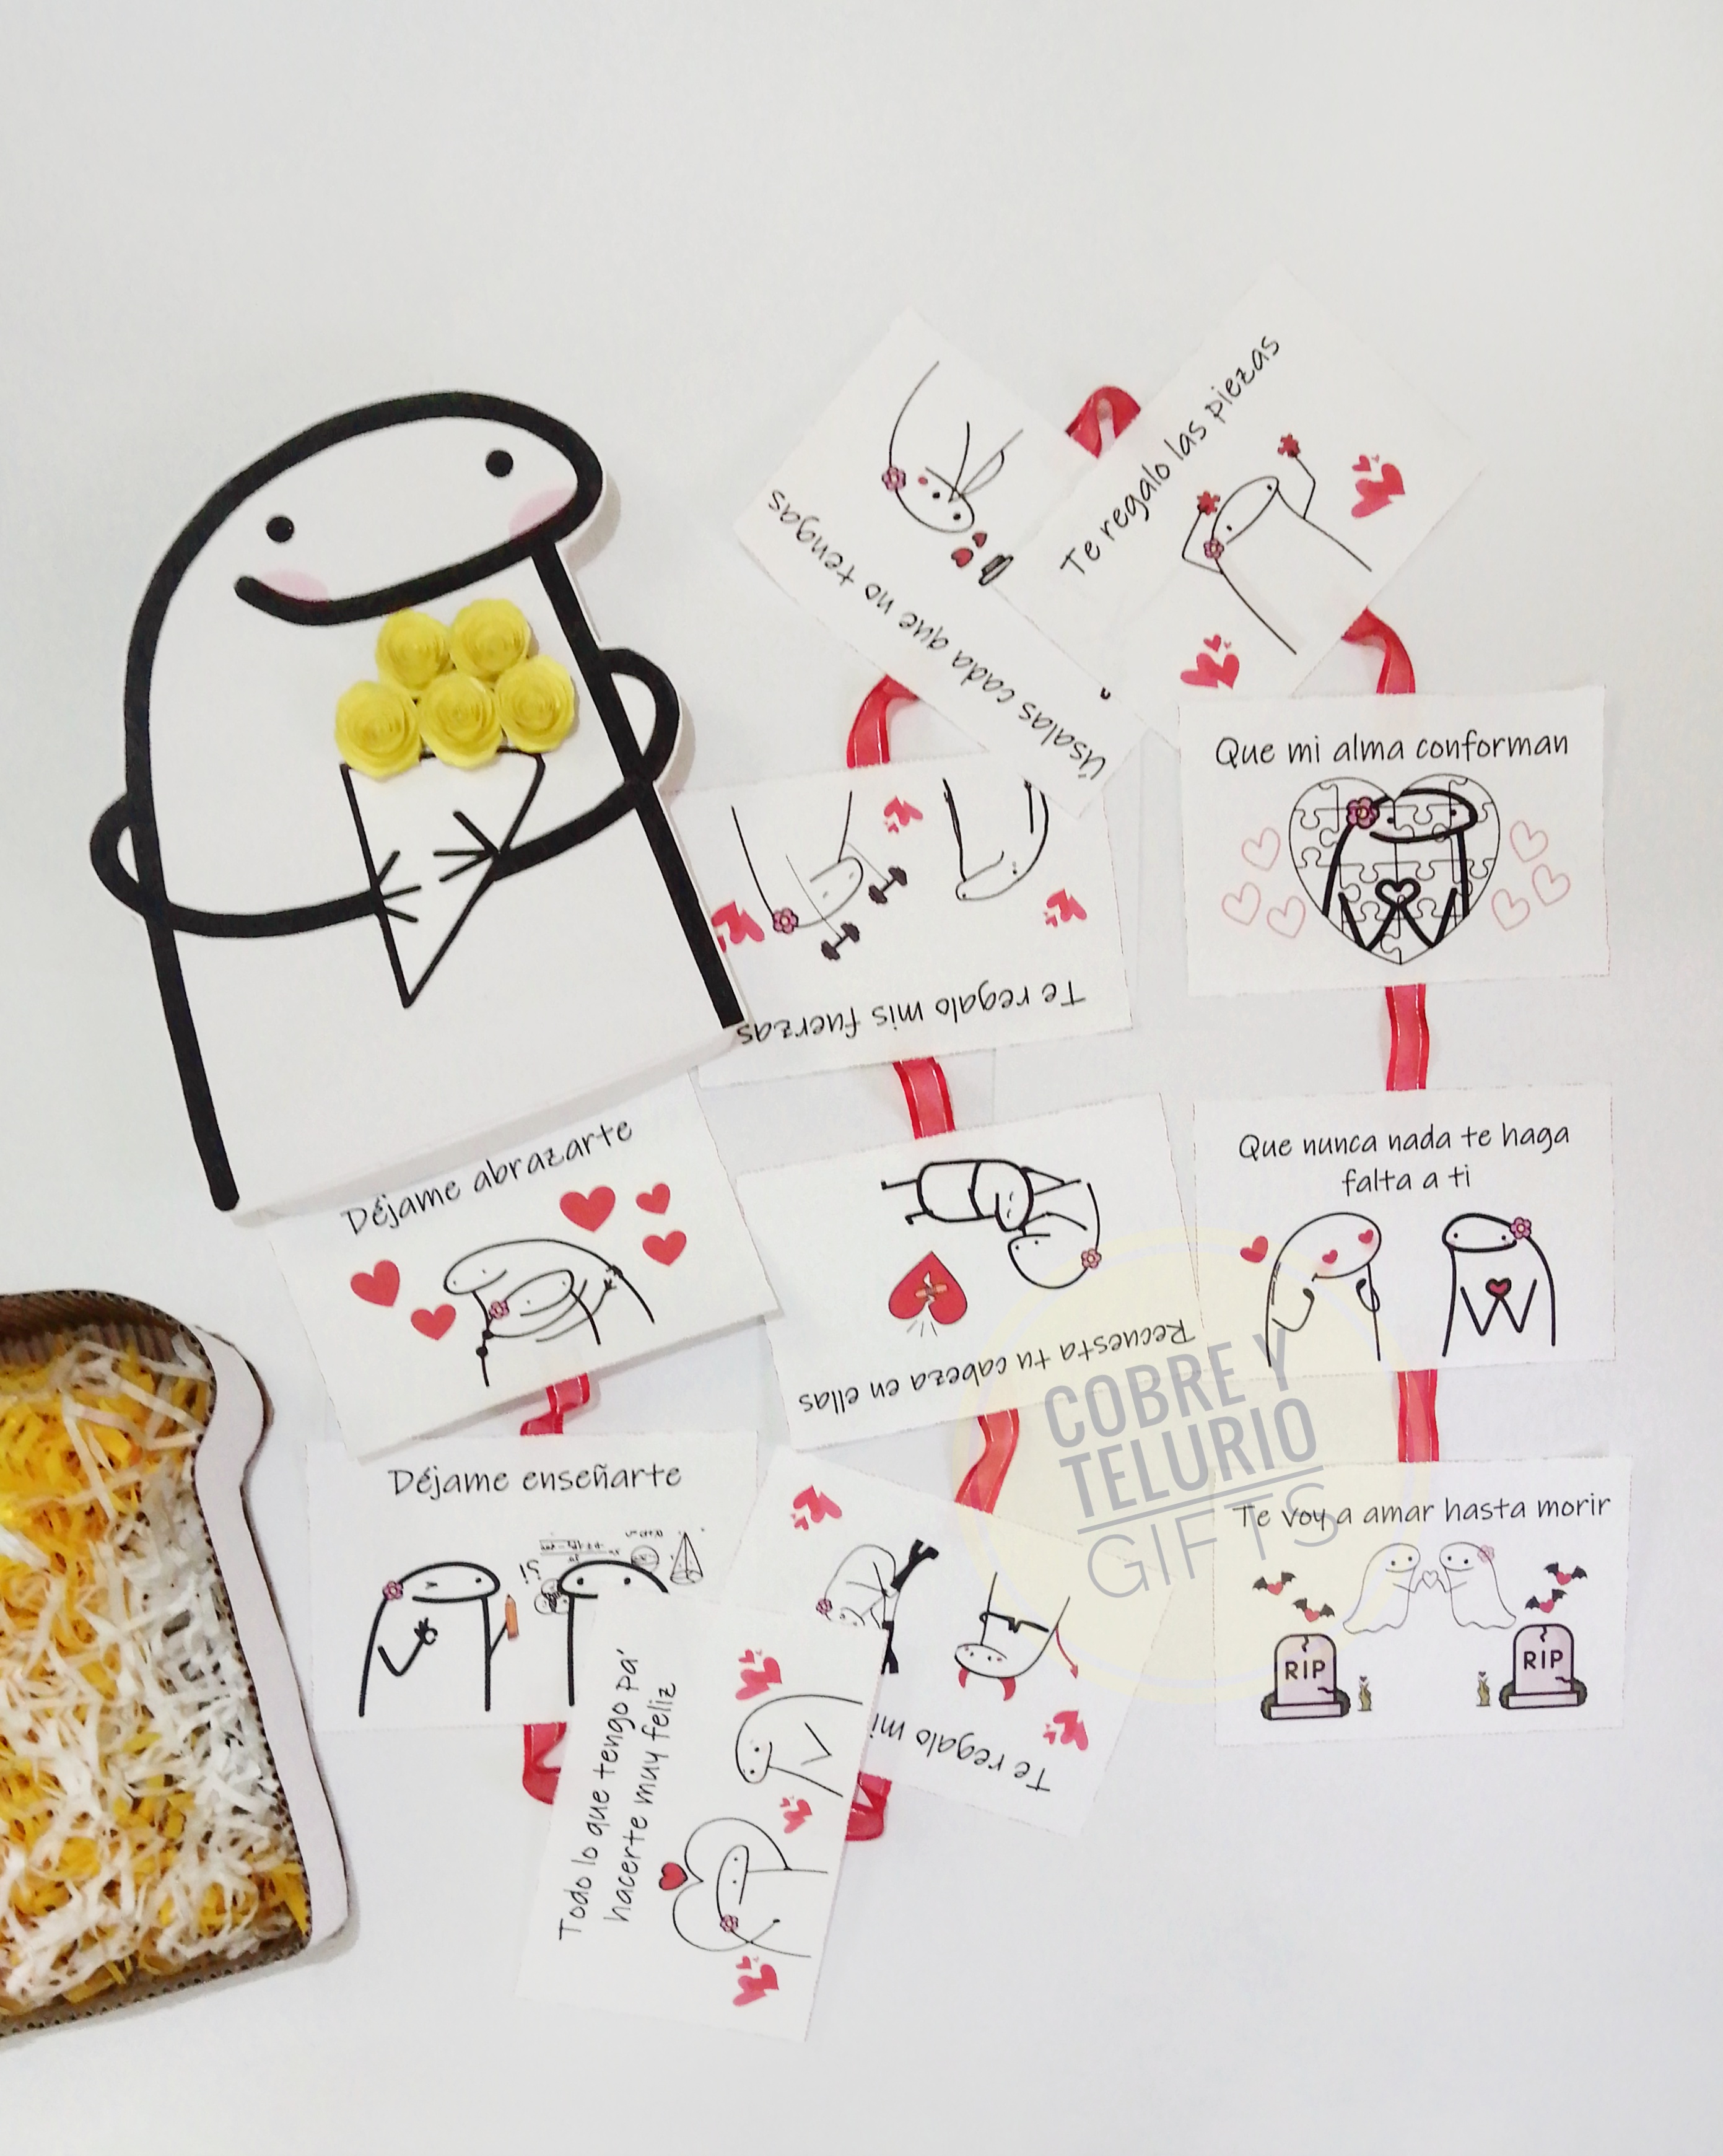 Déjame abrazarte
Déjame enseñarte
Todo lo que tengo pa'
hacerte muy feliz
Te regalo mi
Recuesta tu cabeza en ellas
Te regalo mis fuerzas
Úsalas cada que no tengas
Te regalo las piezas
Que mi alma conforman
Que nunca nada te haga
falta a ti
Te voy a amar hasta morir
RIP
RIP
COBRE Y
TELURIO
GIFTS